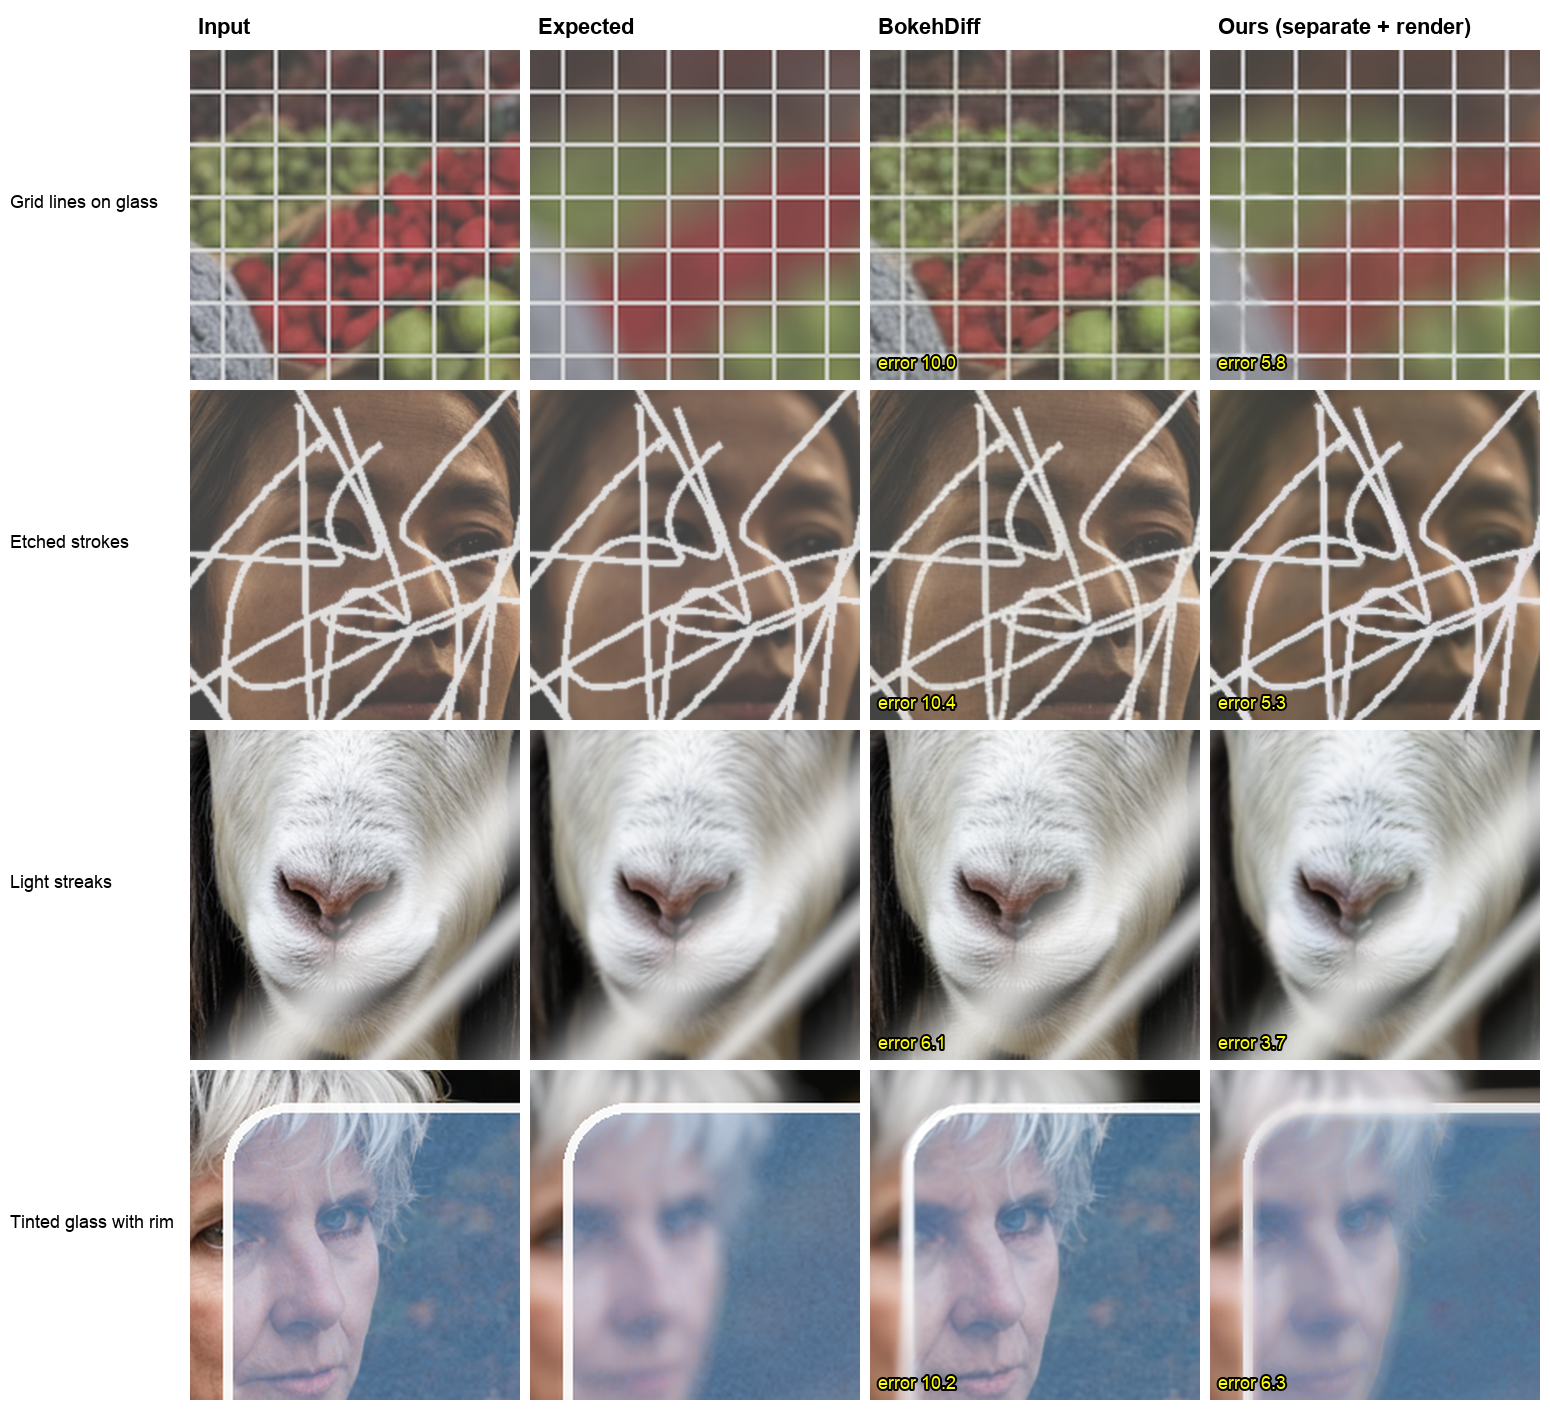 Input
Expected
BokehDiff
Ours (separate + render)
Grid lines on glass
error 10.0
error 5.8
Etched strokes
error 10.4
error 5.3
Light streaks
error 6.1
error 3.7
Tinted glass with rim
error 10.2
error 6.3